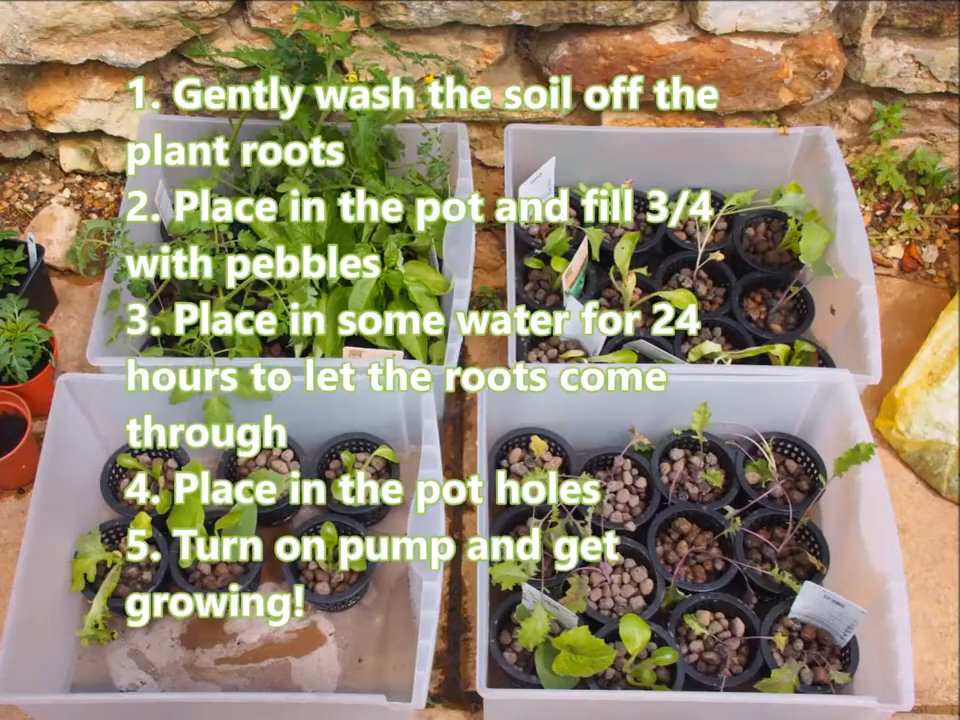 1. Gently wash the soil off the
plant roots
2. Place in the pot and fill 3/4
with pebbles
3. Place in some water for 24
hours to let the roots come
through
4. Place in the pot holes
5. Turn on pump and get
growing!